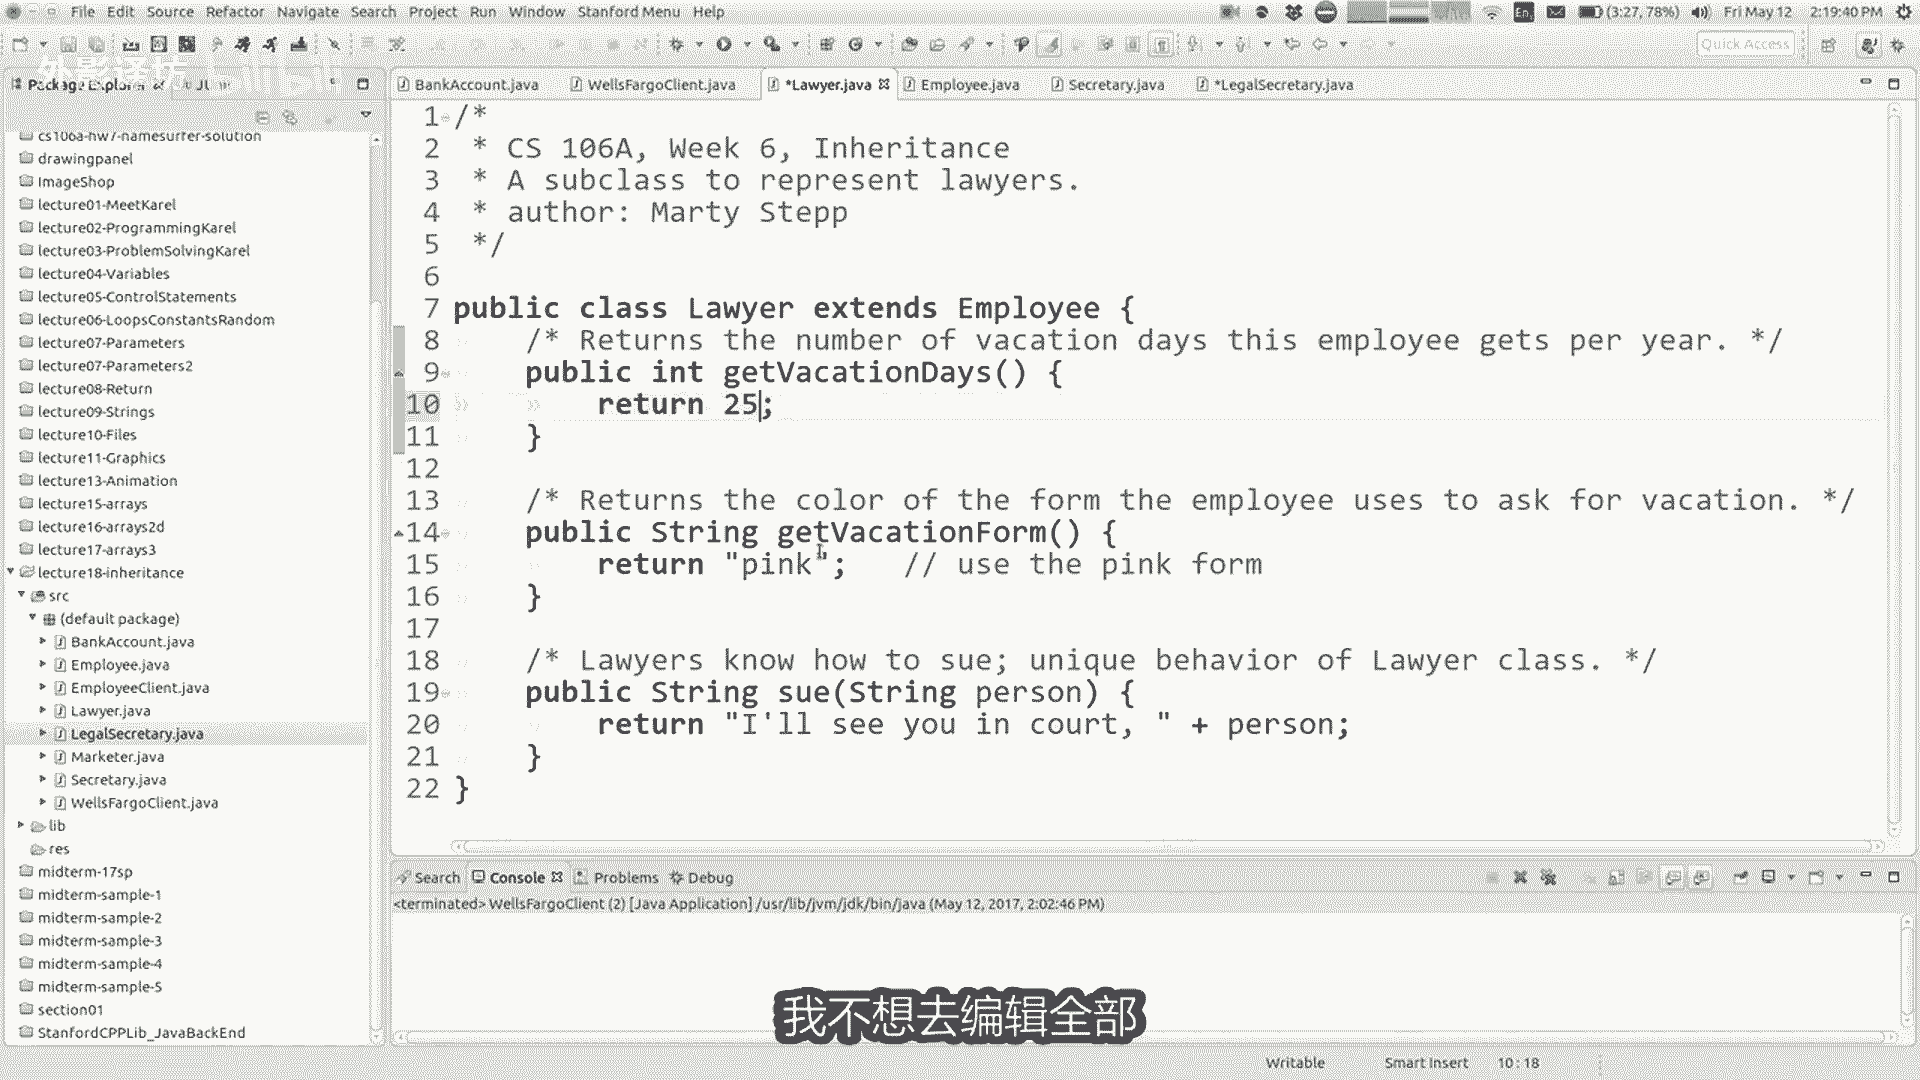 File Edit Source Refactor Navigate Search Project Run Window Stanford Menu Help
En (3:27, 78%) Fri May 12 2:19:40 PM
Quick Access
Package Explorer
BankAccount.java WellsFargoClient.java *Lawyer.java Employee.java Secretary.java *LegalSecretary.java
cs106a-hw7-namesurfer-solution
drawingpanel
ImageShop
lecture01-MeetKarel
lecture02-ProgrammingKarel
lecture03-ProblemSolvingKarel
lecture04-Variables
lecture05-ControlStatements
lecture06-LoopsConstantsRandom
lecture07-Parameters
lecture07-Parameters2
lecture08-Return
lecture09-Strings
lecture10-Files
lecture11-Graphics
lecture13-Animation
lecture15-arrays
lecture16-arrays2d
lecture17-arrays3
lecture18-inheritance
src
(default package)
BankAccount.java
Employee.java
EmployeeClient.java
Lawyer.java
LegalSecretary.java
Marketer.java
Secretary.java
WellsFargoClient.java
lib
res
midterm-17sp
midterm-sample-1
midterm-sample-2
midterm-sample-3
midterm-sample-4
midterm-sample-5
section01
StanfordCPPLib_JavaBackEnd
1 /*
2 * CS 106A, Week 6, Inheritance
3 * A subclass to represent lawyers.
4 * author: Marty Stepp
5 */
6
7 public class Lawyer extends Employee {
8 /* Returns the number of vacation days this employee gets per year. */
9 public int getVacationDays() {
10 return 25;
11 }
12
13 /* Returns the color of the form the employee uses to ask for vacation. */
14 public String getVacationForm() {
15 return "pink"; // use the pink form
16 }
17
18 /* Lawyers know how to sue; unique behavior of Lawyer class. */
19 public String sue(String person) {
20 return "I'll see you in court, " + person;
21 }
22 }
Search Console Problems Debug
<terminated> WellsFargoClient (2) [Java Application] /usr/lib/jvm/jdk/bin/java (May 12, 2017, 2:02:46 PM)
我不想去编辑全部
Writable Smart Insert 10 : 18